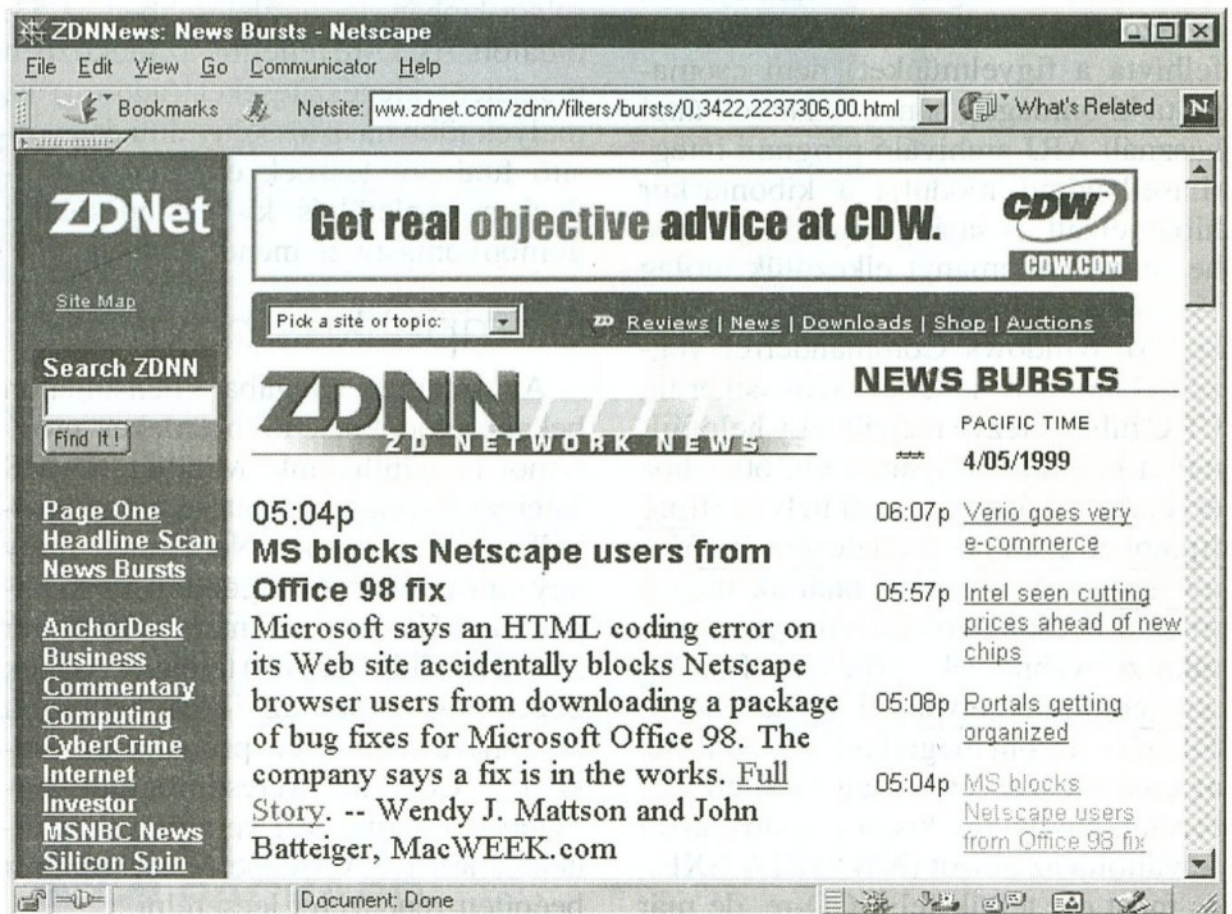 ZDNNews: News Bursts - Netscape
File Edit View Go Communicator Help
Bookmarks Netsite: ww.zdnet.com/zdnn/filters/bursts/0,3422,2237306,00.html What's Related N
ZDNet
Site Map
Search ZDNN
Find It!
Page One
Headline Scan
News Bursts
AnchorDesk
Business
Commentary
Computing
CyberCrime
Internet
Investor
MSNBC News
Silicon Spin
Get real objective advice at CDW.
CDW
CDW.COM
Pick a site or topic:
ZD Reviews | News | Downloads | Shop | Auctions
ZDNN
ZD NETWORK NEWS
05:04p
MS blocks Netscape users from
Office 98 fix
Microsoft says an HTML coding error on
its Web site accidentally blocks Netscape
browser users from downloading a package
of bug fixes for Microsoft Office 98. The
company says a fix is in the works. Full
Story. -- Wendy J. Mattson and John
Batteiger, MacWEEK.com
NEWS BURSTS
PACIFIC TIME
4/05/1999
06:07p Verio goes very
e-commerce
05:57p Intel seen cutting
prices ahead of new
chips
05:08p Portals getting
organized
05:04p MS blocks
Netscape users
from Office 98 fix
Document: Done